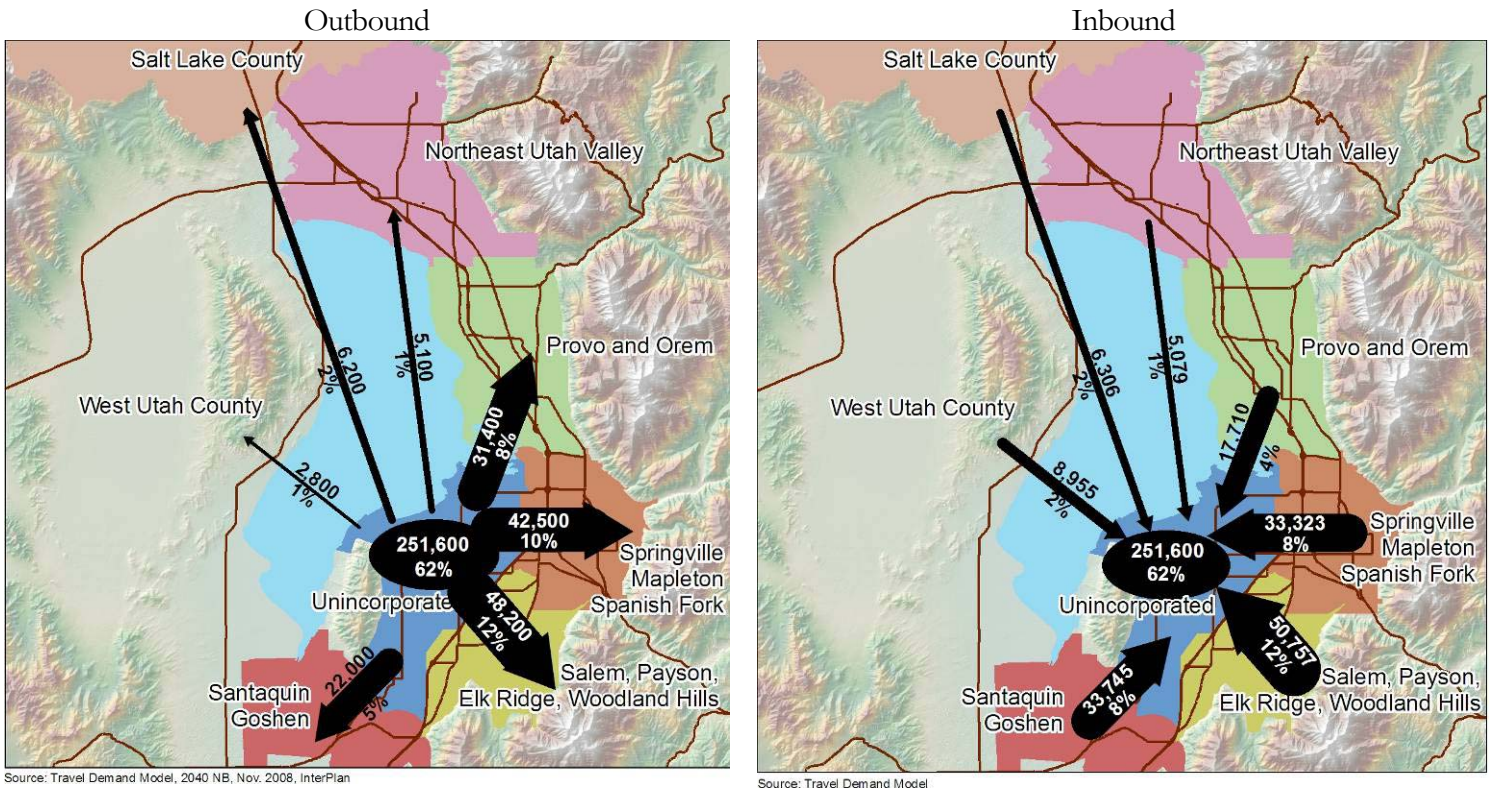 Outbound
Salt Lake County
Northeast Utah Valley
Provo and Orem
West Utah County
6,200
2%
5,100
1%
2,800
1%
31,400
8%
42,500
10%
251,600
62%
Springville
Mapleton
Spanish Fork
Unincorporate
48,200
12%
22,000
5%
Santaquin
Goshen
Salem, Payson,
Elk Ridge, Woodland Hills
Source: Travel Demand Model, 2040 NB, Nov. 2008, InterPlan
Inbound
Salt Lake County
Northeast Utah Valley
Provo and Orem
West Utah County
6,306
2%
5,079
1%
8,955
2%
17,710
4%
33,323
8%
251,600
62%
Springville
Mapleton
Spanish Fork
Unincorporated
50,757
12%
33,745
8%
Santaquin
Goshen
Salem, Payson,
Elk Ridge, Woodland Hills
Source: Travel Demand Model